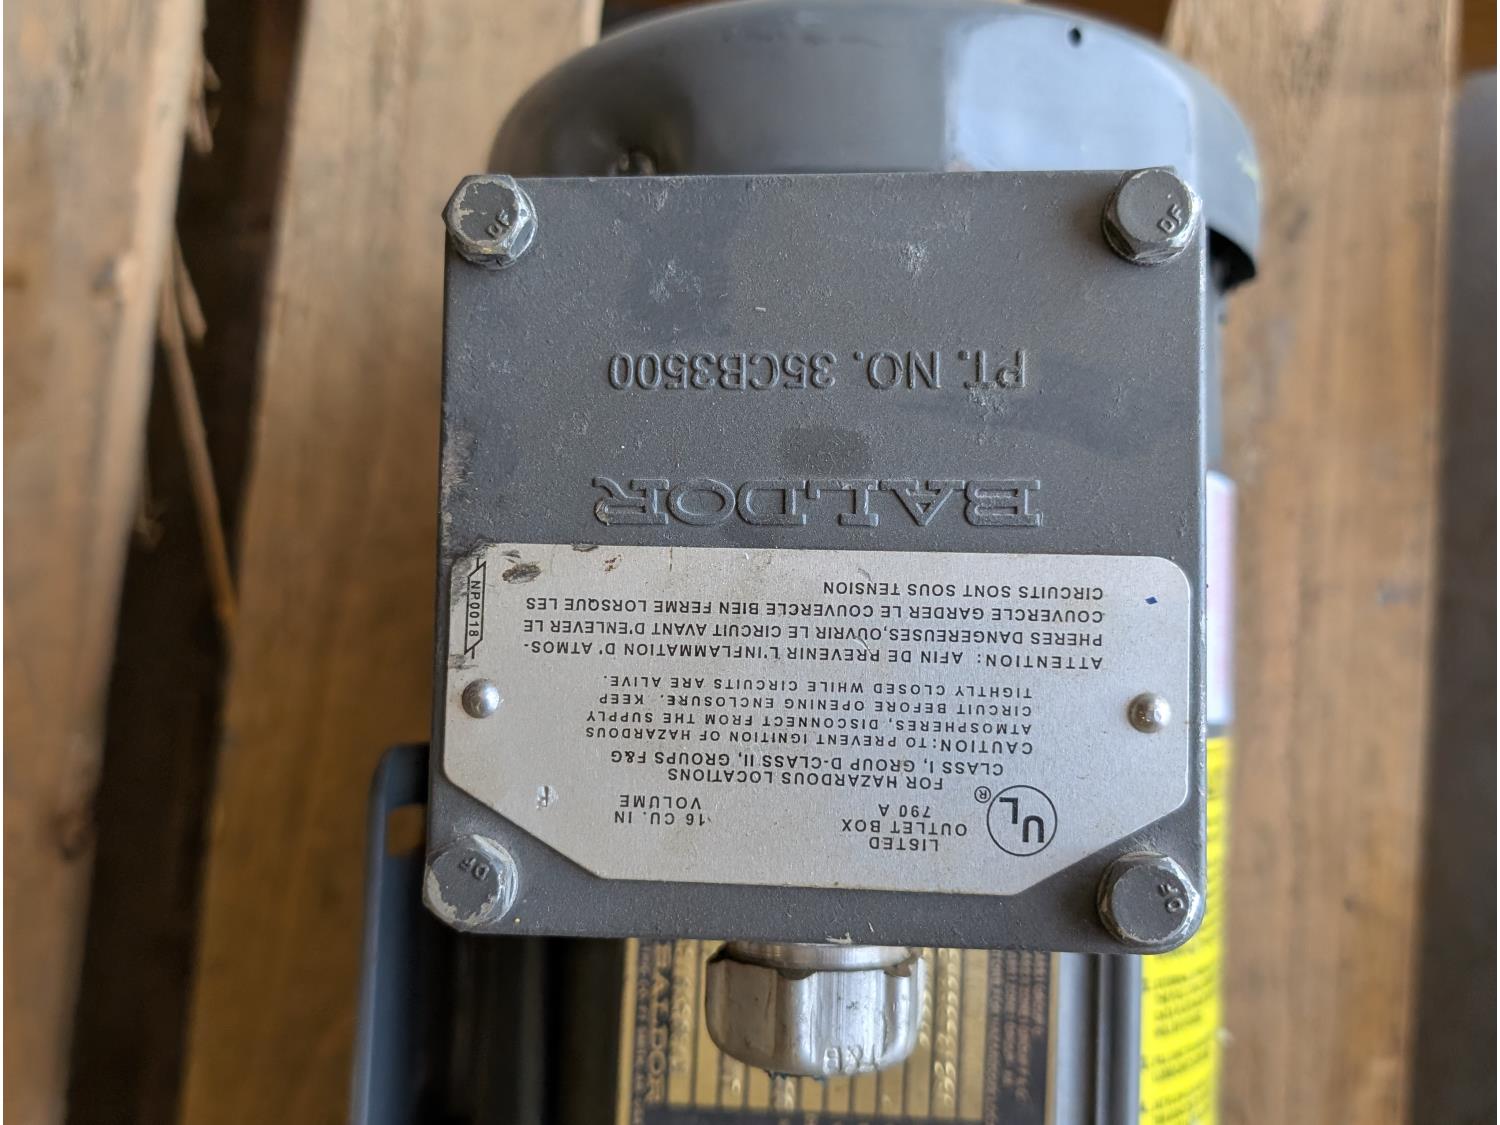 LISTED
OUTLET BOX
790 A
16 CU. IN
VOLUME
UL®
FOR HAZARDOUS LOCATIONS
CLASS I, GROUP D-CLASS II, GROUPS F&G
CAUTION: TO PREVENT IGNITION OF HAZARDOUS
ATMOSPHERES, DISCONNECT FROM THE SUPPLY
CIRCUIT BEFORE OPENING ENCLOSURE. KEEP
TIGHTLY CLOSED WHILE CIRCUITS ARE ALIVE.
ATTENTION: AFIN DE PREVENIR L'INFLAMMATION D' ATMOS-
PHERES DANGEREUSES,OUVRIR LE CIRCUIT AVANT D'ENLEVER LE
COUVERCLE GARDER LE COUVERCLE BIEN FERME LORSQUE LES
CIRCUITS SONT SOUS TENSION
NP0018
BALDOR
PT. NO. 35CB3500
DF
DF
DF
DF
T&B
BALDOR